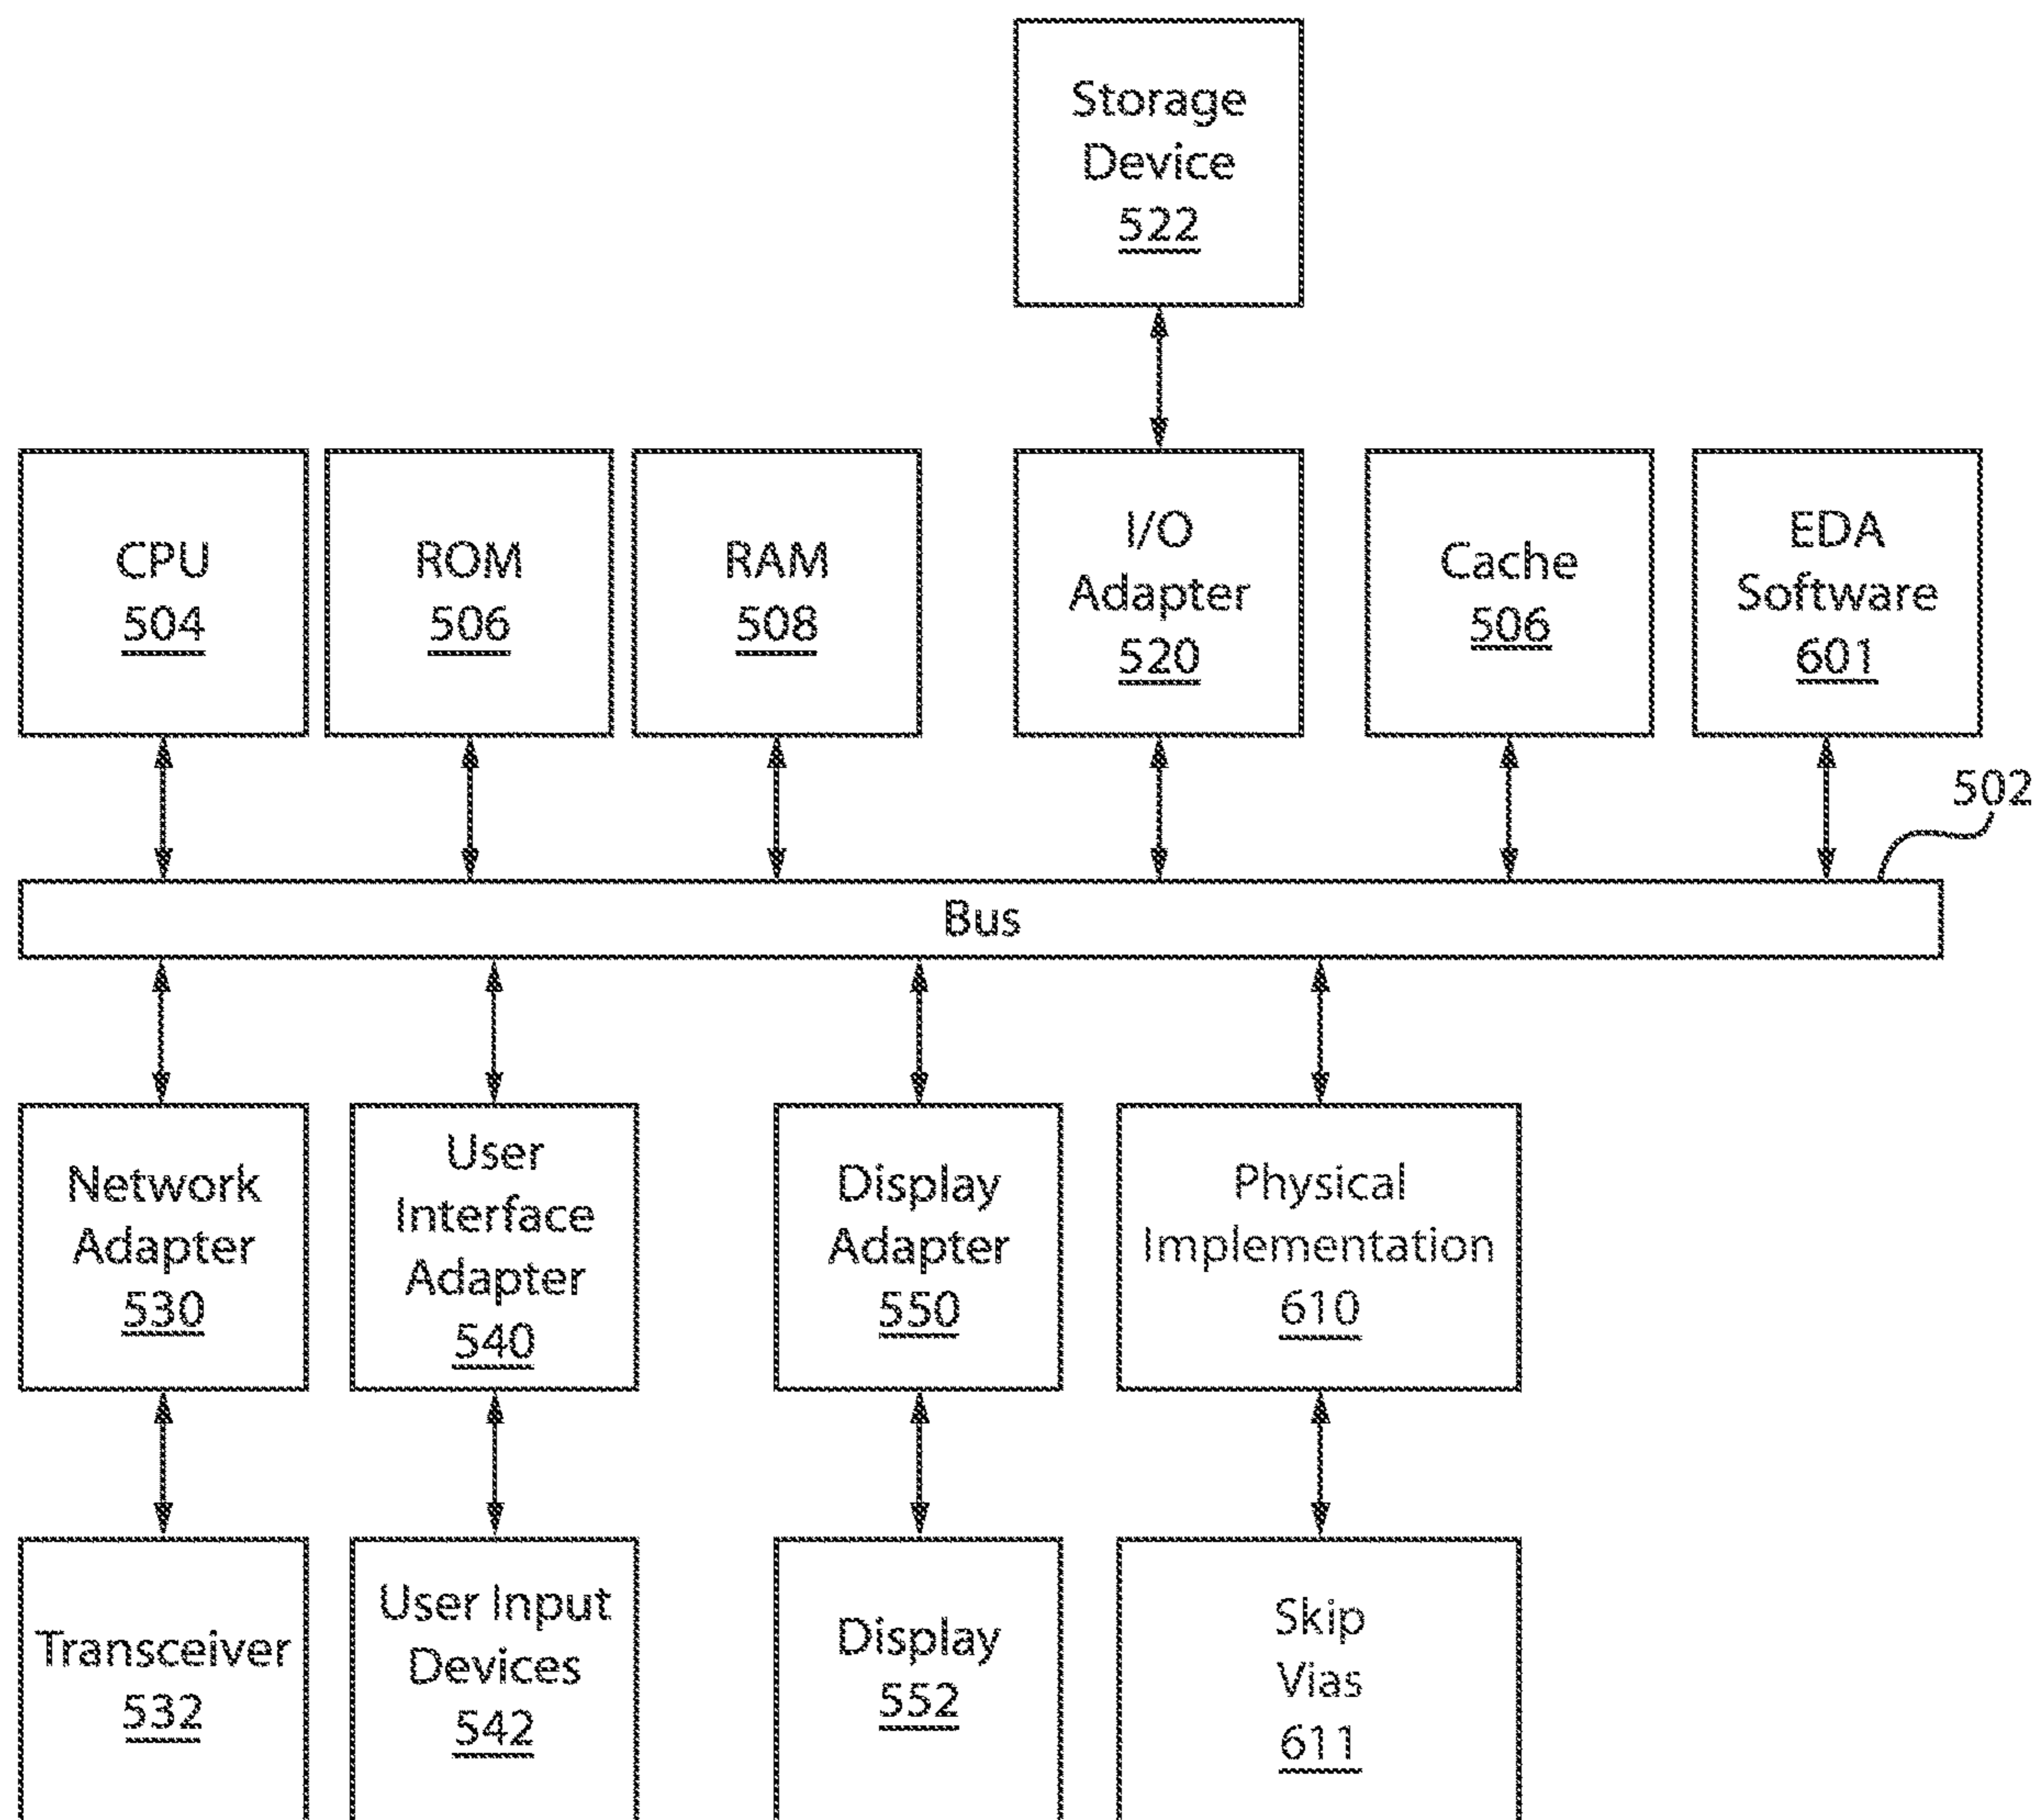 Storage
Device
522
CPU
504
ROM
506
RAM
508
I/O
Adapter
520
Cache
506
EDA
Software
601
502
Bus
Network
Adapter
530
User
Interface
Adapter
540
Display
Adapter
550
Physical
Implementation
610
Transceiver
532
User Input
Devices
542
Display
552
Skip
Vias
611